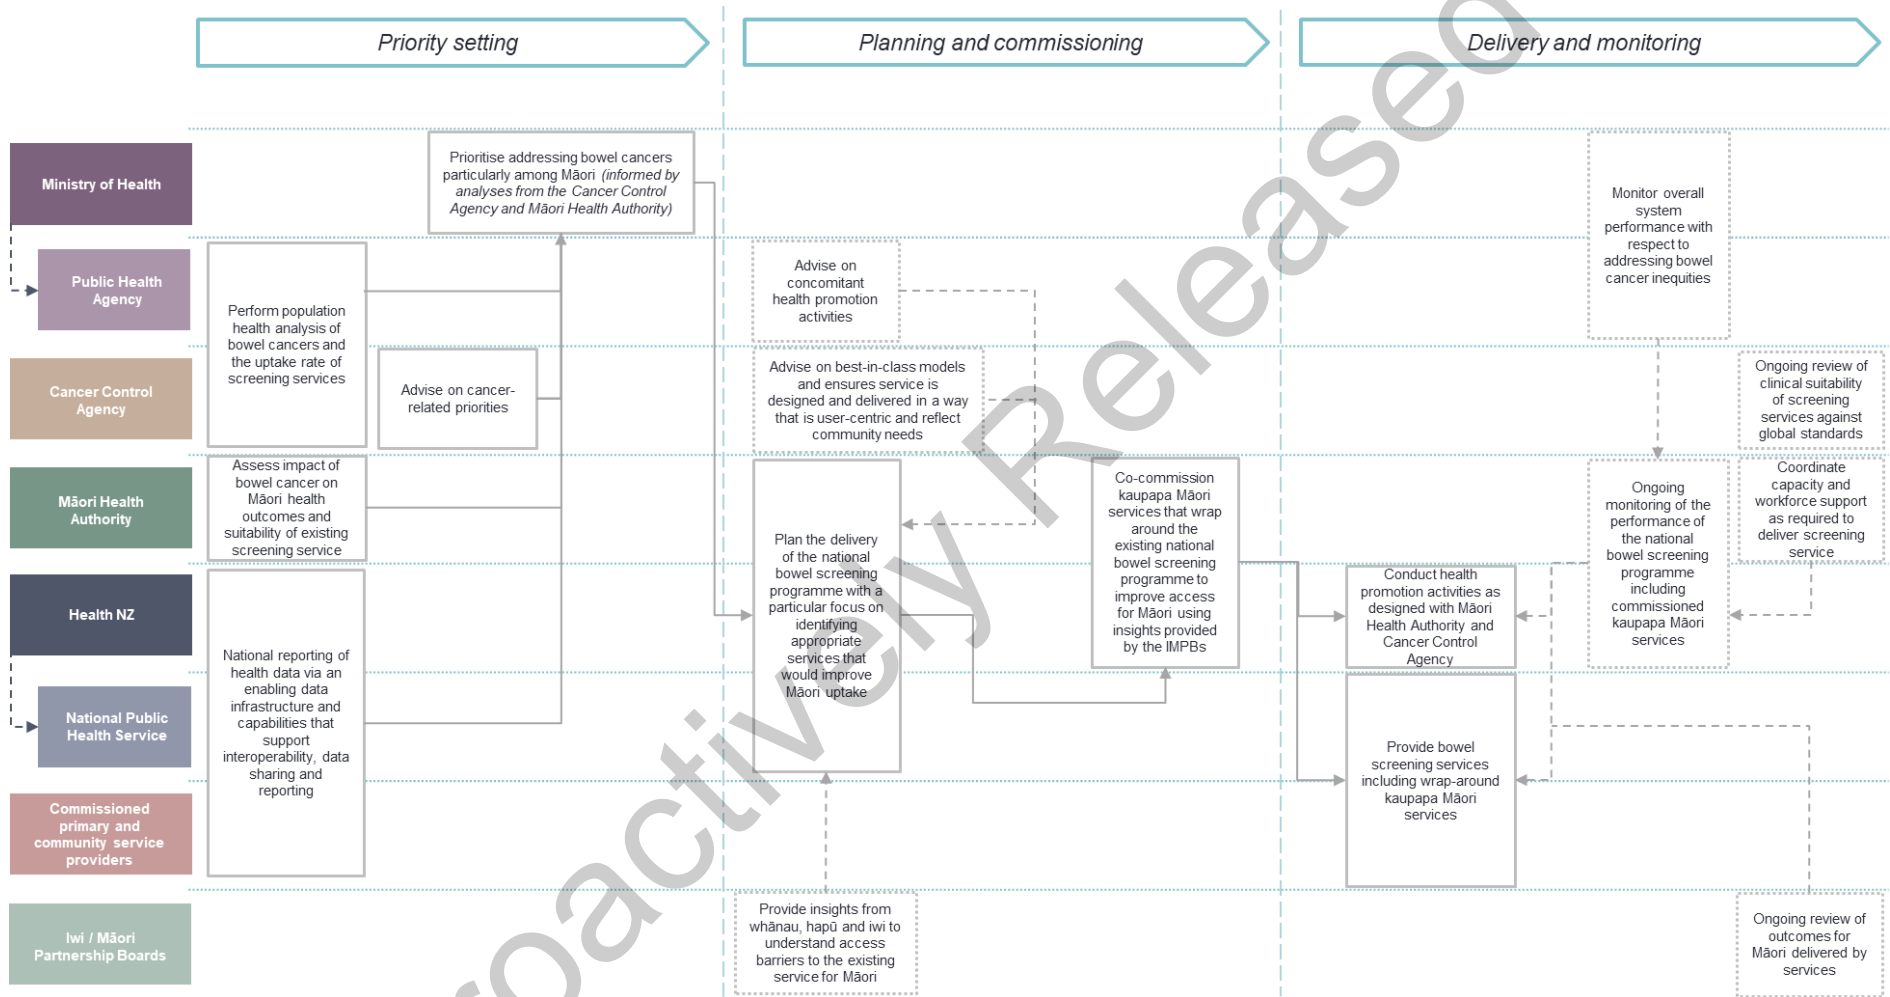 Priority setting
Planning and commissioning
Delivery and monitoring
Ministry of Health
Public Health
Agency
Cancer Control
Agency
Māori Health
Authority
Health NZ
National Public
Health Service
Commissioned
primary and
community service
providers
Iwi / Māori
Partnership Boards
Prioritise addressing bowel cancers
particularly among Māori (informed by
analyses from the Cancer Control
Agency and Māori Health Authority)
Perform population
health analysis of
bowel cancers and
the uptake rate of
screening services
Advise on cancer-
related priorities
Assess impact of
bowel cancer on
Māori health
outcomes and
suitability of existing
screening service
National reporting of
health data via an
enabling data
infrastructure and
capabilities that
support
interoperability, data
sharing and
reporting
Advise on
concomitant
health promotion
activities
Advise on best-in-class models
and ensures service is
designed and delivered in a way
that is user-centric and reflect
community needs
Plan the delivery
of the national
bowel screening
programme with a
particular focus on
identifying
appropriate
services that
would improve
Māori uptake
Co-commission
kaupapa Māori
services that wrap
around the
existing national
bowel screening
programme to
improve access
for Māori using
insights provided
by the IMPBs
Provide insights from
whānau, hapū and iwi to
understand access
barriers to the existing
service for Māori
Monitor overall
system
performance with
respect to
addressing bowel
cancer inequities
Ongoing review of
clinical suitability
of screening
services against
global standards
Ongoing
monitoring of the
performance of
the national
bowel screening
programme
including
commissioned
kaupapa Māori
services
Coordinate
capacity and
workforce support
as required to
deliver screening
service
Conduct health
promotion activities as
designed with Māori
Health Authority and
Cancer Control
Agency
Provide bowel
screening services
including wrap-around
kaupapa Māori
services
Ongoing review of
outcomes for
Māori delivered by
services
roactively Released